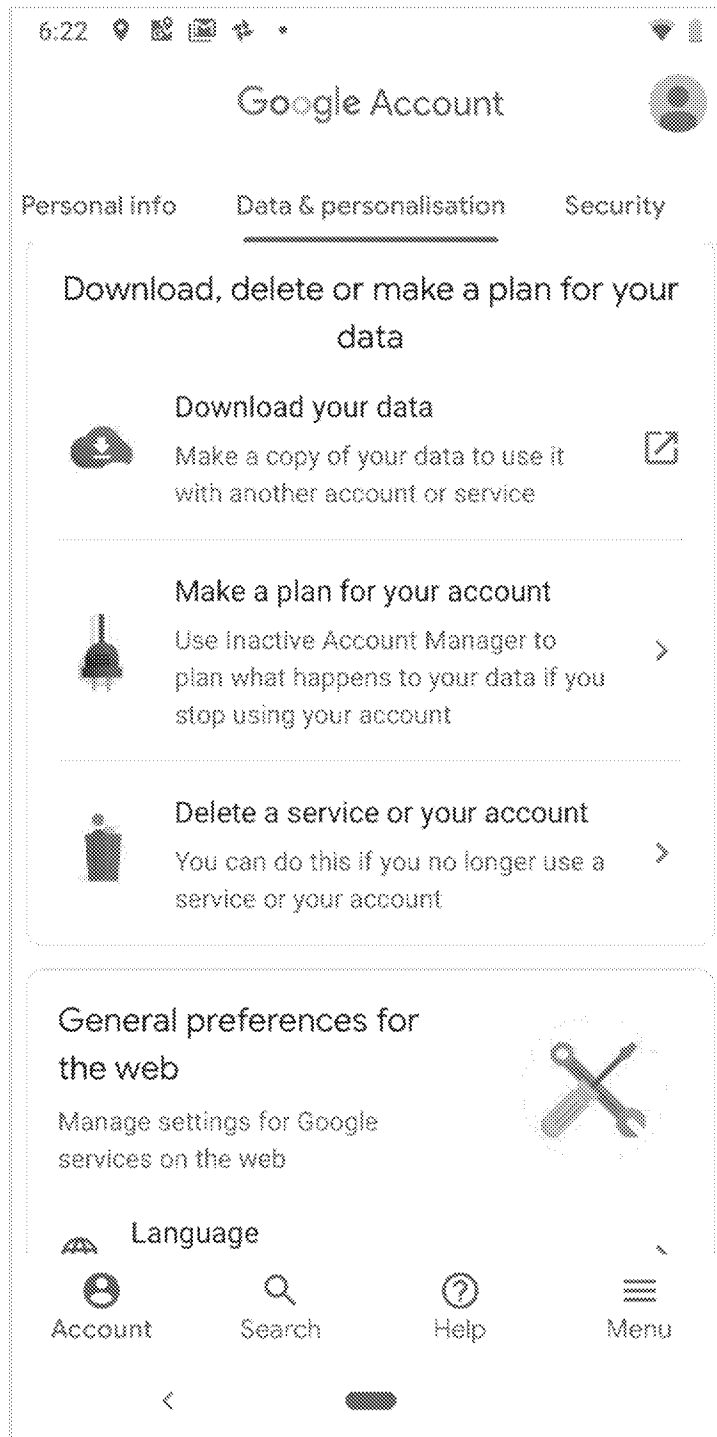 6:22
Google Account
Personal info
Data & personalisation
Security
Download, delete or make a plan for your
data
Download your data
Make a copy of your data to use it
with another account or service
Make a plan for your account
Use Inactive Account Manager to
plan what happens to your data if you
stop using your account
Delete a service or your account
You can do this if you no longer use a
service or your account
General preferences for
the web
Manage settings for Google
services on the web
Language
Account
Search
Help
Menu